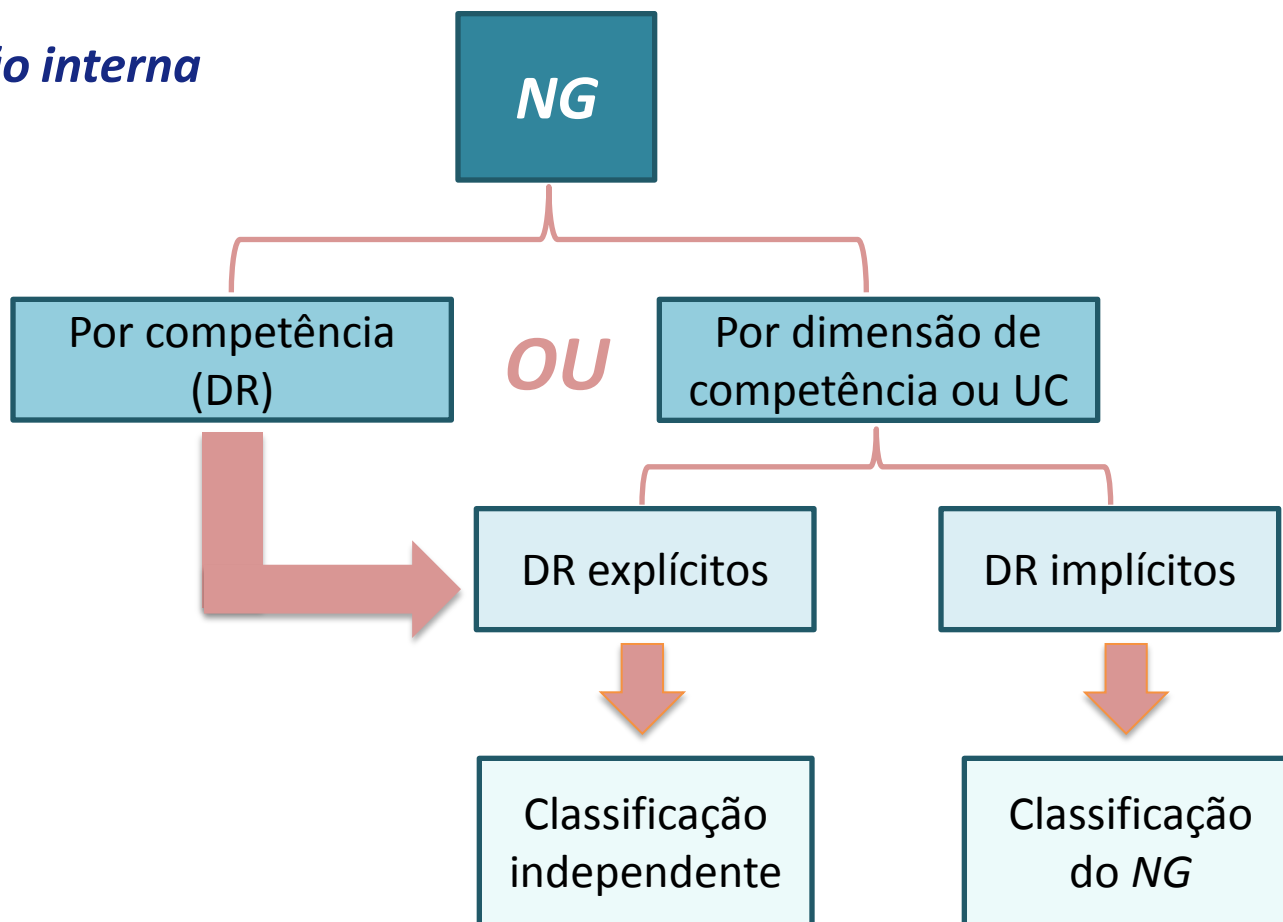 interna
NG
Por competência
(DR)
OU
Por dimensão de
competência ou UC
DR explícitos
DR implícitos
Classificação
independente
Classificação
do NG